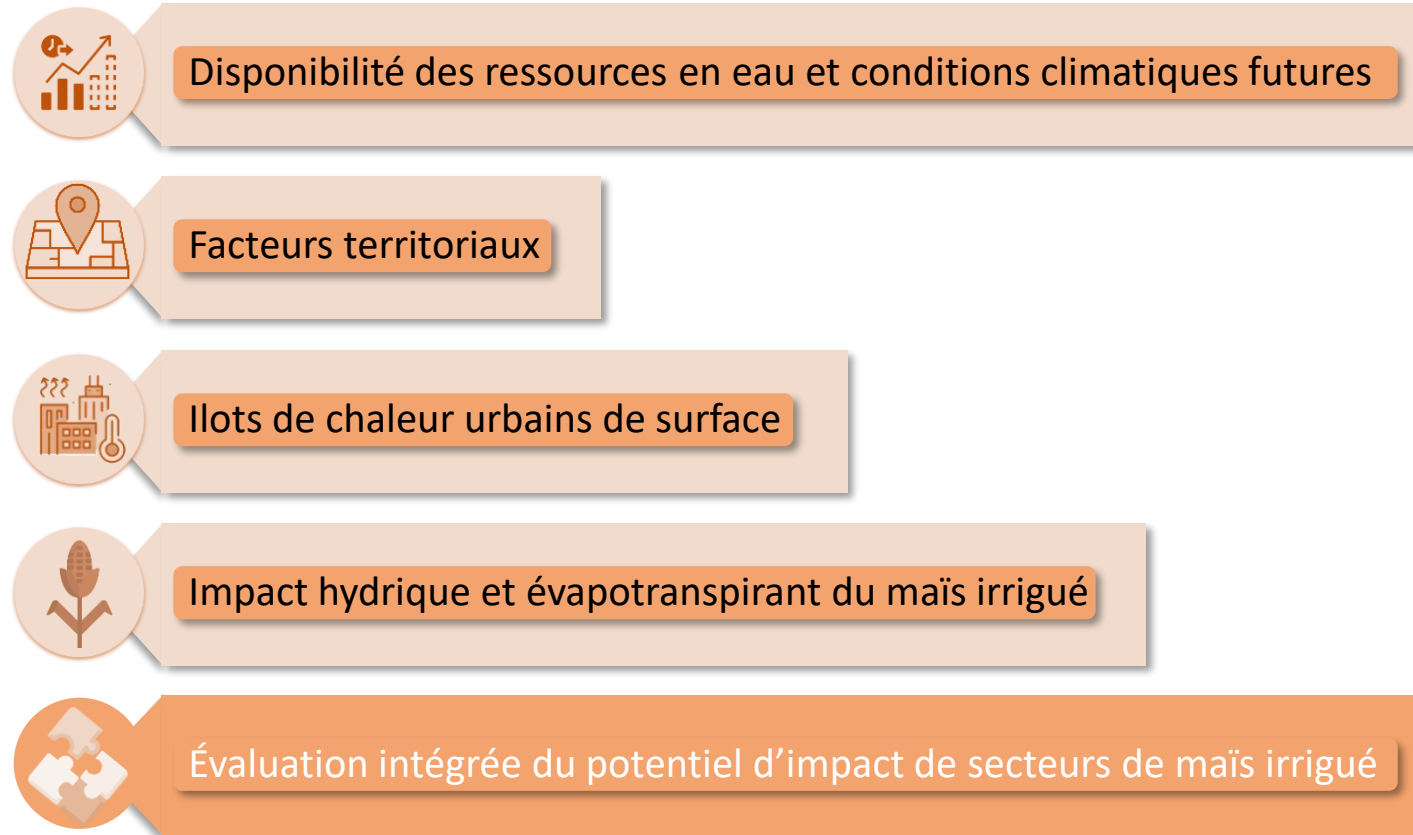 Disponibilité des ressources en eau et conditions climatiques futures
Facteurs territoriaux
Ilots de chaleur urbains de surface
Impact hydrique et évapotranspirant du maïs irrigué
Évaluation intégrée du potentiel d’impact de secteurs de maïs irrigué